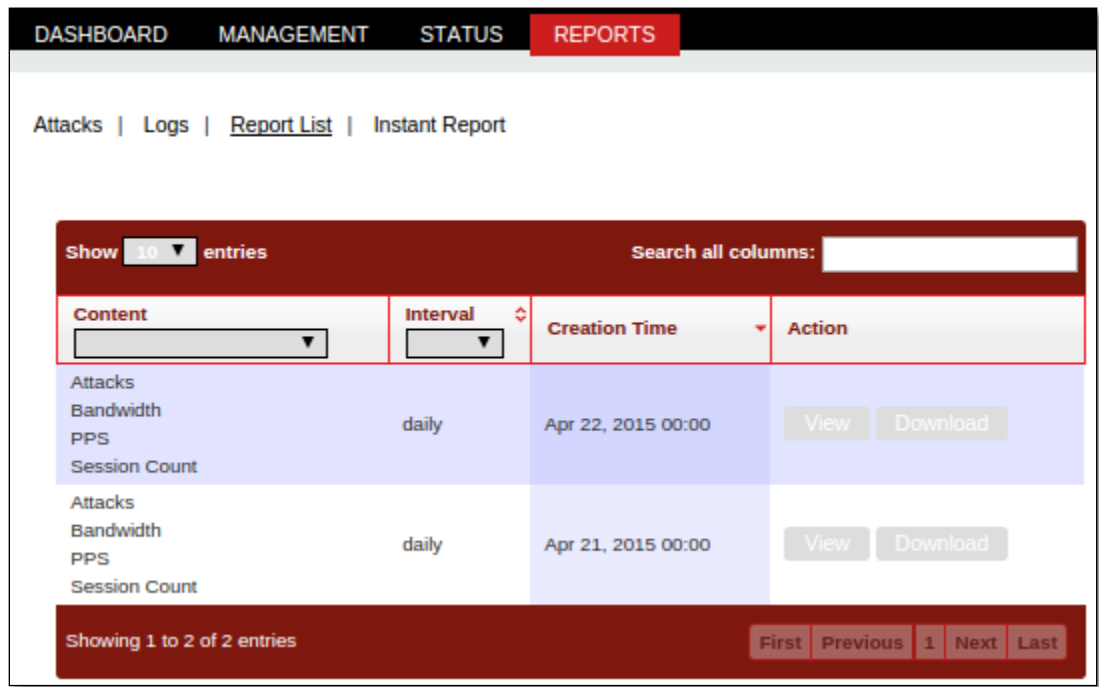 DASHBOARD MANAGEMENT STATUS REPORTS
Attacks | Logs | Report List | Instant Report
Show 10 entries Search all columns:
Content Interval Creation Time Action
Attacks
Bandwidth
PPS
Session Count
daily Apr 22, 2015 00:00 View Download
Attacks
Bandwidth
PPS
Session Count
daily Apr 21, 2015 00:00 View Download
Showing 1 to 2 of 2 entries First Previous 1 Next Last